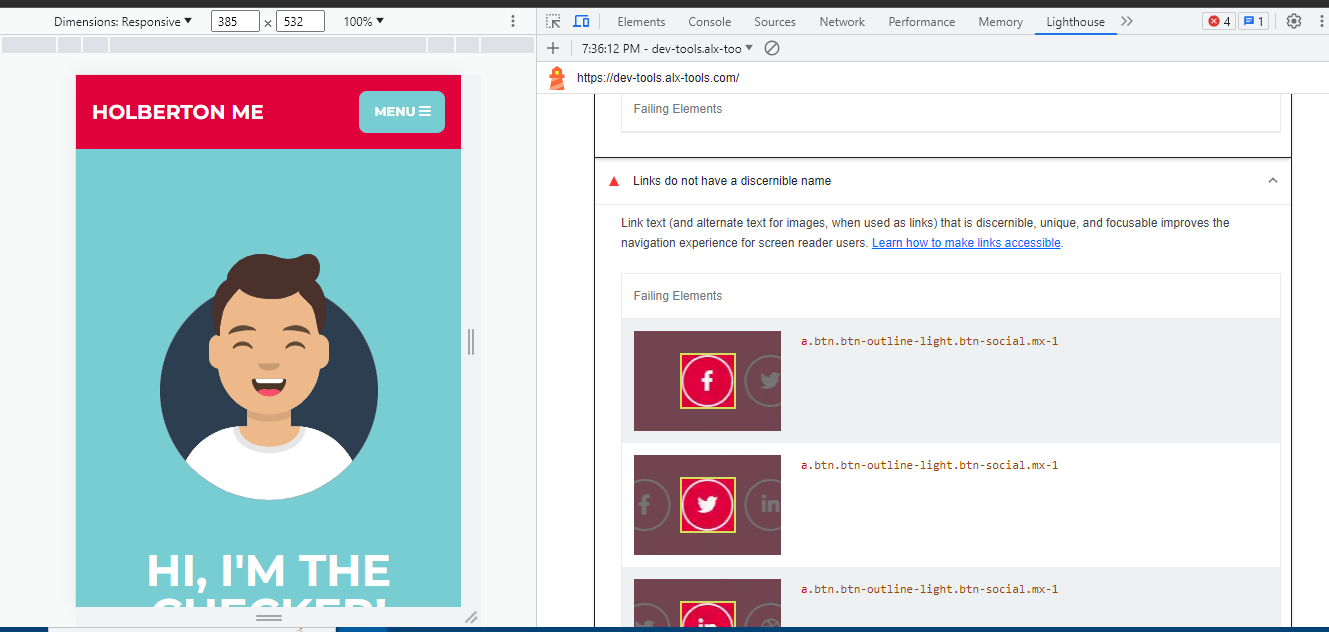 Dimensions: Responsive ▼ 385 × 532 100% ▼
Elements Console Sources Network Performance Memory Lighthouse 4 1
7:36:12 PM - dev-tools.alx-too ▼
https://dev-tools.alx-tools.com/
HOLBERTON ME
MENU
HI, I'M THE
CHECKER!
Failing Elements
Links do not have a discernible name
Link text (and alternate text for images, when used as links) that is discernible, unique, and focusable improves the
navigation experience for screen reader users. Learn how to make links accessible.
Failing Elements
a.btn.btn-outline-light.btn-social.mx-1
a.btn.btn-outline-light.btn-social.mx-1
a.btn.btn-outline-light.btn-social.mx-1